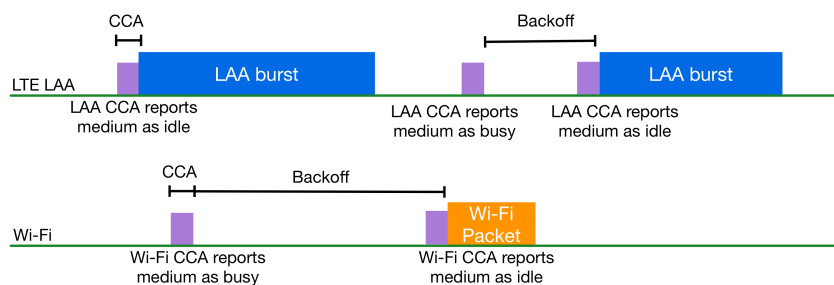 CCA
Backoff
LAA burst
LAA burst
LTE LAA
LAA CCA reports
medium as idle
LAA CCA reports
medium as busy
LAA CCA reports
medium as idle
CCA
Backoff
Wi-Fi
Packet
Wi-Fi
Wi-Fi CCA reports
medium as busy
Wi-Fi CCA reports
medium as idle